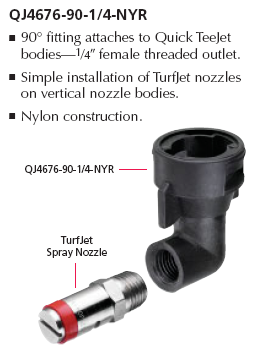 QJ4676-90-1/4-NYR
■ 90° fitting attaches to Quick TeeJet
bodies—1/4" female threaded outlet.
■ Simple installation of TurfJet nozzles
on vertical nozzle bodies.
■ Nylon construction.
QJ4676-90-1/4-NYR
TurfJet
Spray Nozzle